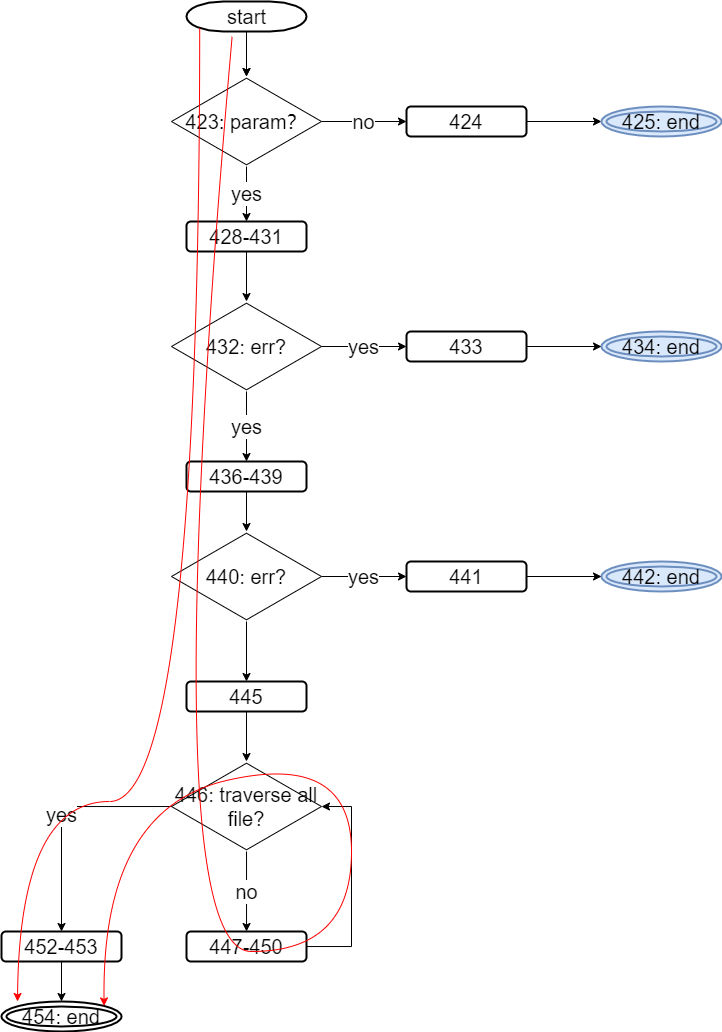 start
423: param?
no
424
425: end
yes
428-431
432: err?
yes
433
434: end
yes
436-439
440: err?
yes
441
442: end
445
446: traverse all
file?
yes
no
452-453
447-450
454: end